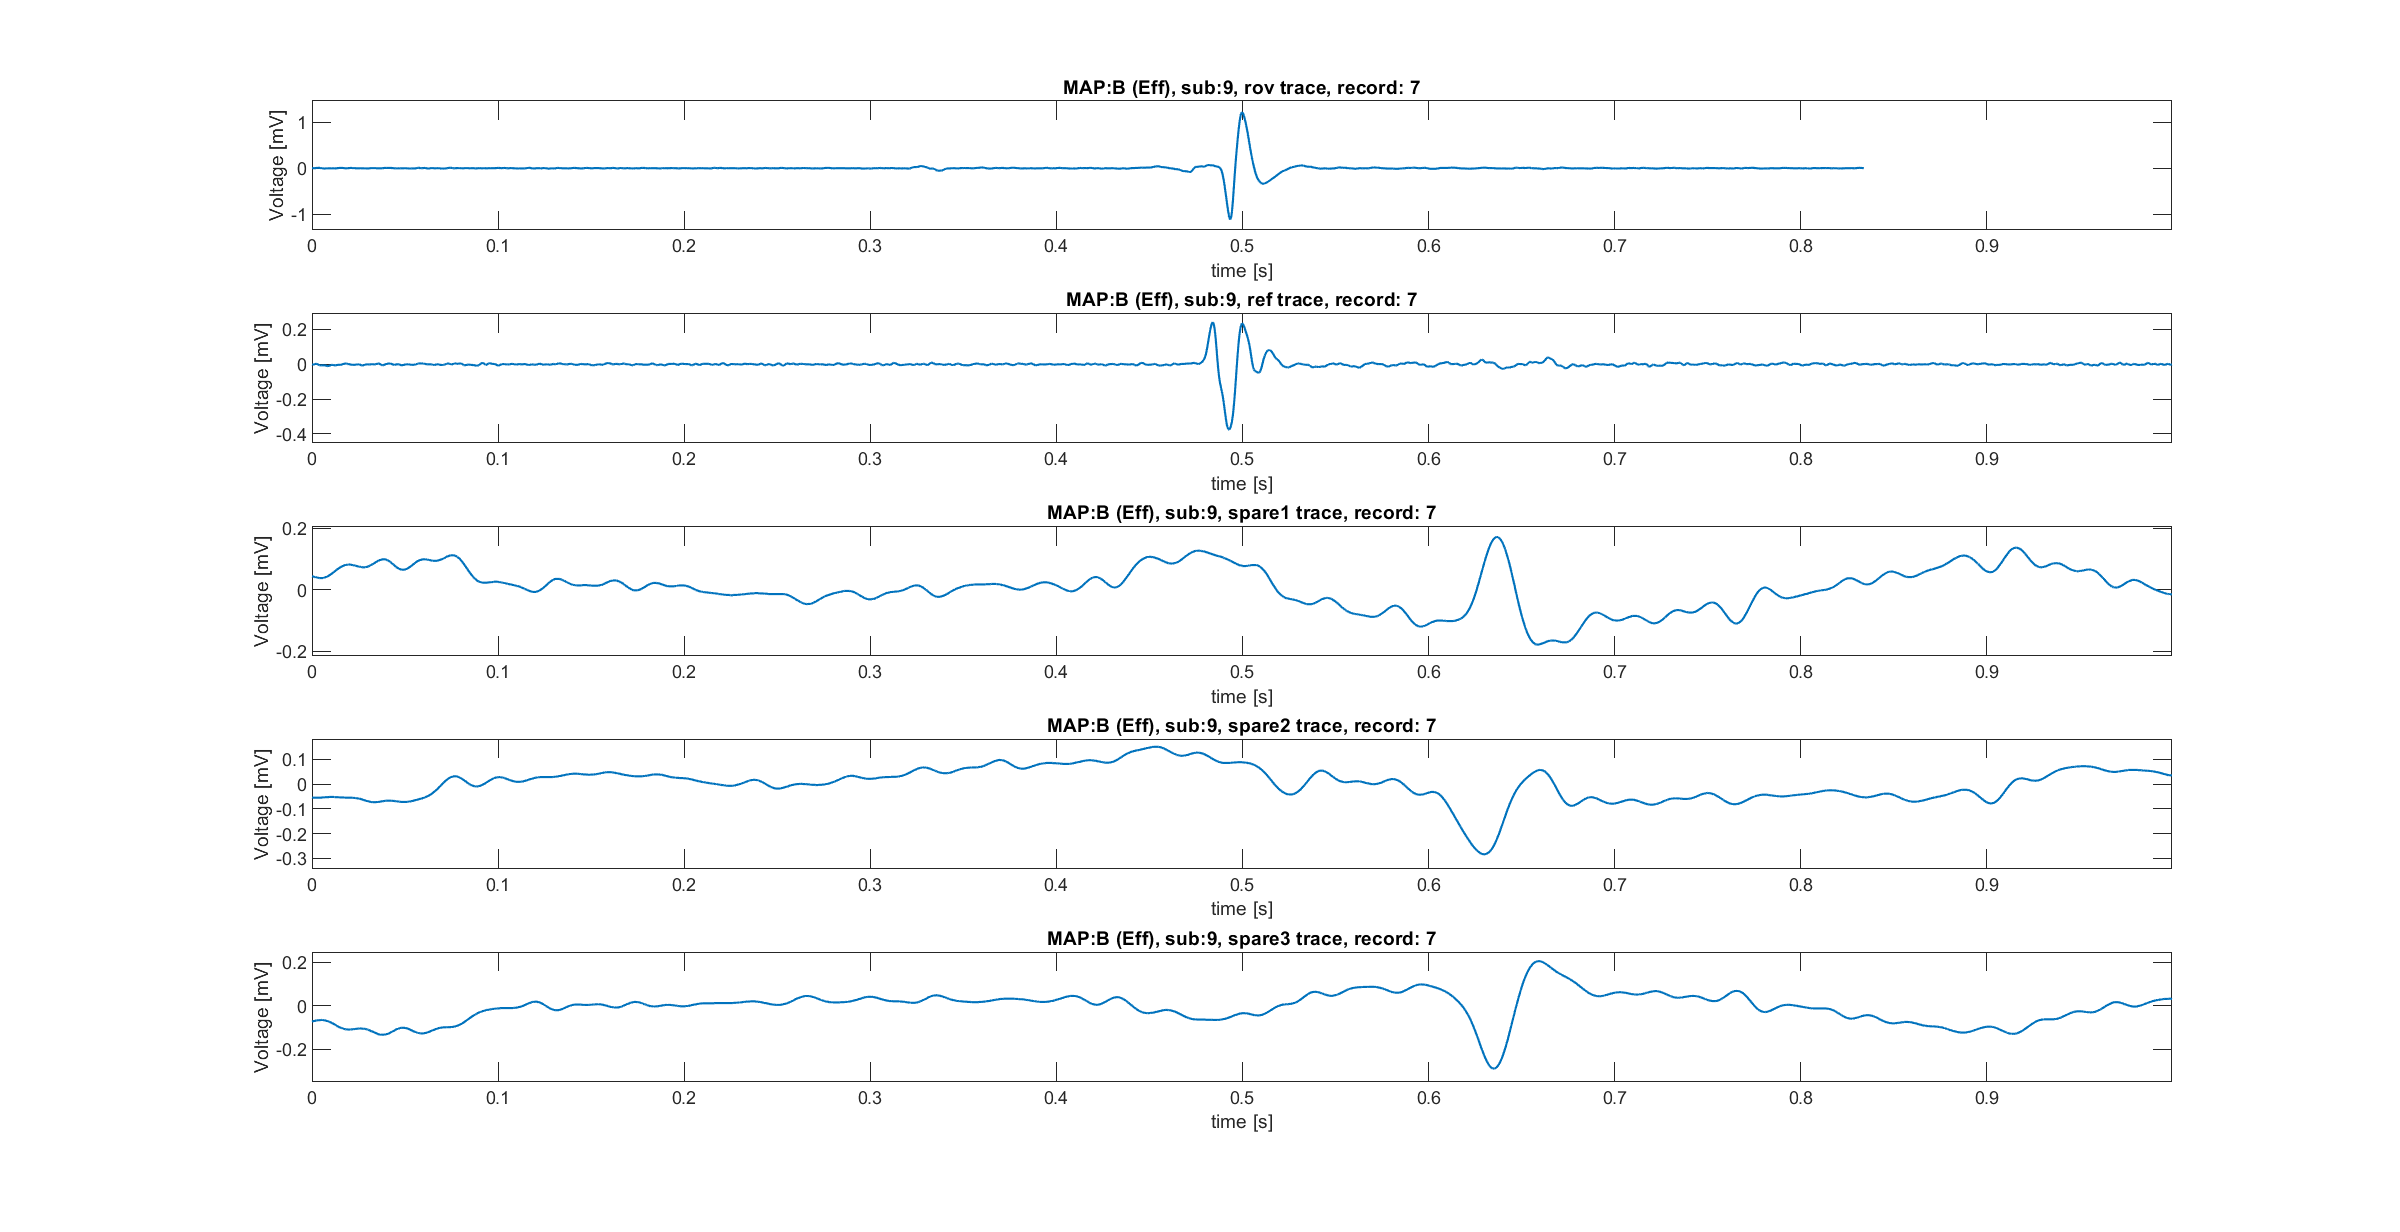 MAP:B (Eff), sub:9, rov trace, record: 7
Voltage [mV]
1
0
-1
0 0.1 0.2 0.3 0.4 0.5 0.6 0.7 0.8 0.9
time [s]
MAP:B (Eff), sub:9, ref trace, record: 7
Voltage [mV]
0.2
0
-0.2
-0.4
0 0.1 0.2 0.3 0.4 0.5 0.6 0.7 0.8 0.9
time [s]
MAP:B (Eff), sub:9, spare1 trace, record: 7
Voltage [mV]
0.2
0
-0.2
0 0.1 0.2 0.3 0.4 0.5 0.6 0.7 0.8 0.9
time [s]
MAP:B (Eff), sub:9, spare2 trace, record: 7
Voltage [mV]
0.1
0
-0.1
-0.2
-0.3
0 0.1 0.2 0.3 0.4 0.5 0.6 0.7 0.8 0.9
time [s]
MAP:B (Eff), sub:9, spare3 trace, record: 7
Voltage [mV]
0.2
0
-0.2
0 0.1 0.2 0.3 0.4 0.5 0.6 0.7 0.8 0.9
time [s]